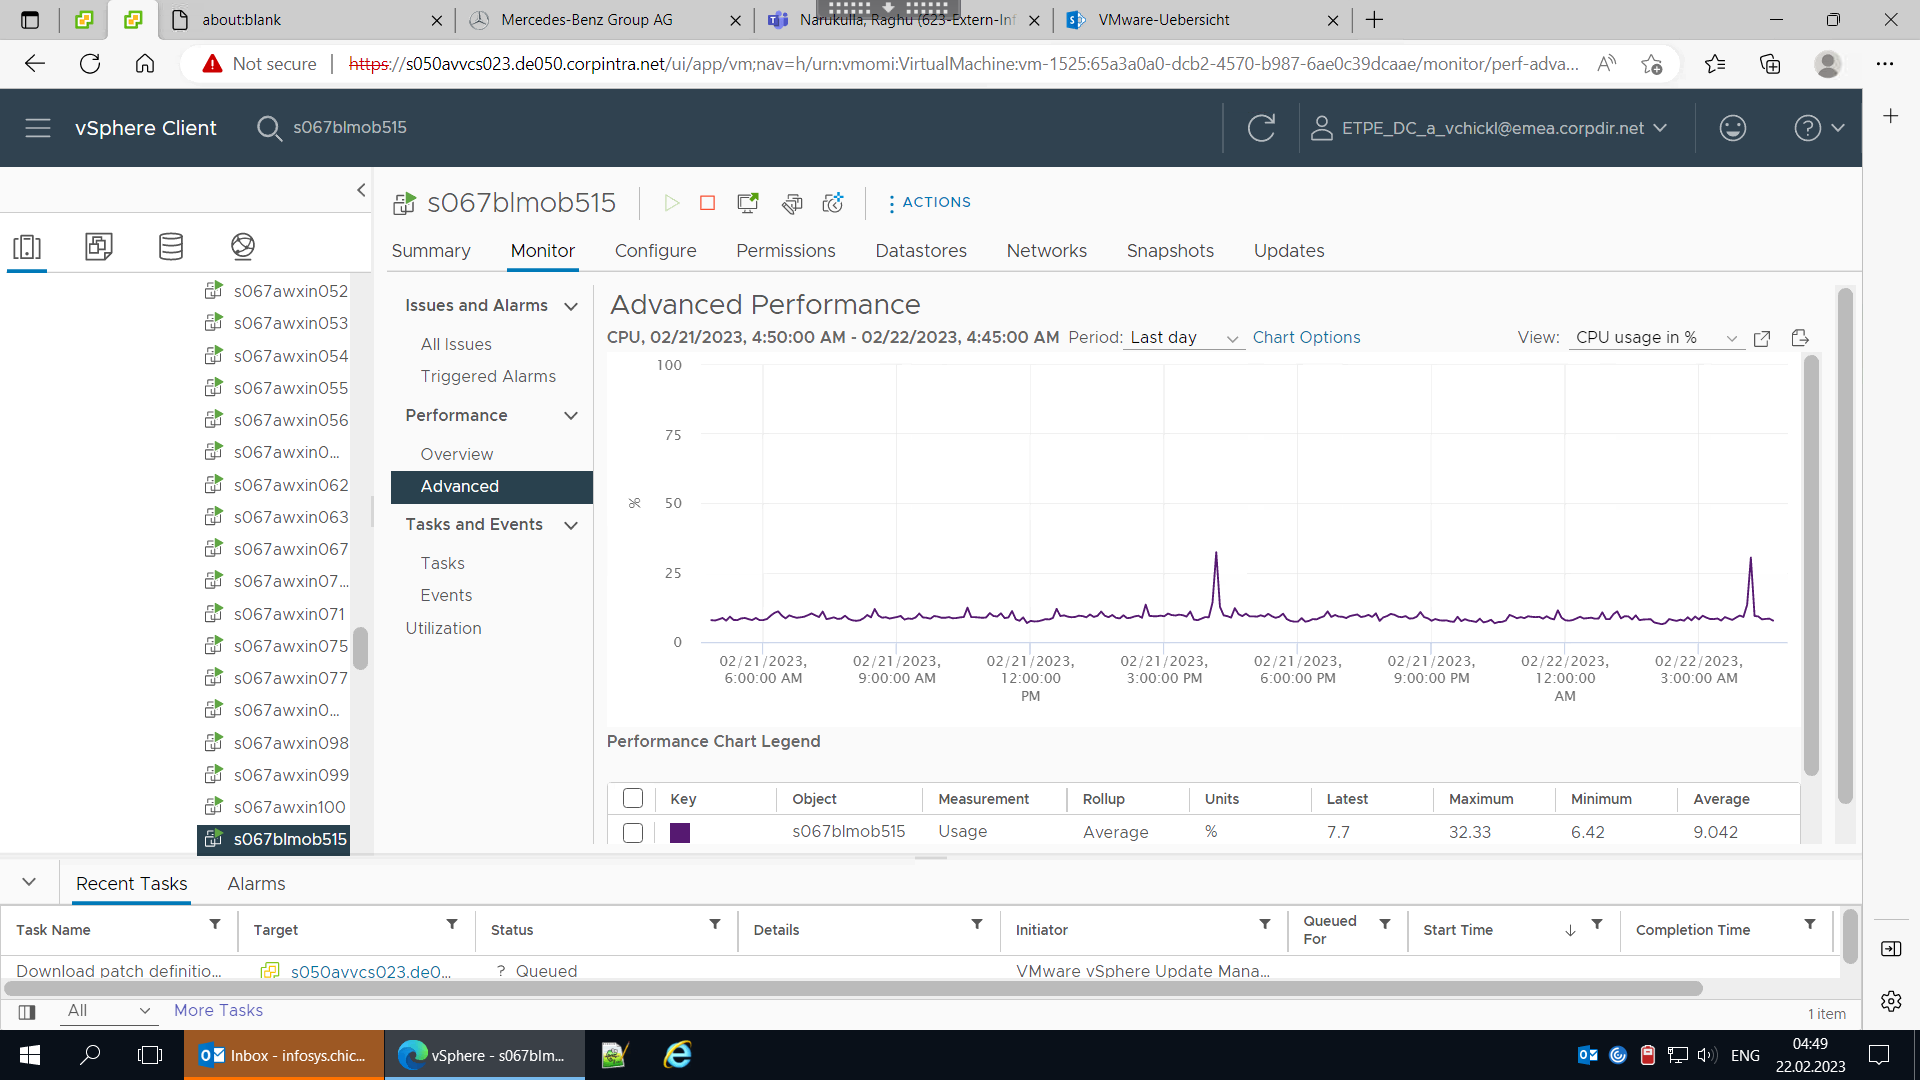 about:blank
Mercedes-Benz Group AG
Narukulla, Raghu (623-Extern-Inf
VMware-Uebersicht
Not secure
https://s050avvcs023.de050.corpintra.net/ui/app/vm;nav=h/urn:vmomi:VirtualMachine:vm-1525:65a3a0a0-dcb2-4570-b987-6ae0c39dcaae/monitor/perf-adva...
vSphere Client
s067blmob515
ETPE_DC_a_vchickl@emea.corpdir.net
s067awxin052
s067awxin053
s067awxin054
s067awxin055
s067awxin056
s067awxin0...
s067awxin062
s067awxin063
s067awxin067
s067awxin07...
s067awxin071
s067awxin075
s067awxin077
s067awxin0...
s067awxin098
s067awxin099
s067awxin100
s067blmob515
s067blmob515
ACTIONS
Summary
Monitor
Configure
Permissions
Datastores
Networks
Snapshots
Updates
Issues and Alarms
All Issues
Triggered Alarms
Performance
Overview
Advanced
Tasks and Events
Tasks
Events
Utilization
Advanced Performance
CPU, 02/21/2023, 4:50:00 AM - 02/22/2023, 4:45:00 AM
Period: Last day
Chart Options
View: CPU usage in %
100
75
50
25
0
%
02/21/2023, 6:00:00 AM
02/21/2023, 9:00:00 AM
02/21/2023, 12:00:00 PM
02/21/2023, 3:00:00 PM
02/21/2023, 6:00:00 PM
02/21/2023, 9:00:00 PM
02/22/2023, 12:00:00 AM
02/22/2023, 3:00:00 AM
Performance Chart Legend
Key Object Measurement Rollup Units Latest Maximum Minimum Average
s067blmob515 Usage Average % 7.7 32.33 6.42 9.042
Recent Tasks
Alarms
Task Name Target Status Details Initiator Queued For Start Time Completion Time
Download patch definitio... s050avvcs023.de0... ? Queued VMware vSphere Update Mana...
All
More Tasks
1 item
Inbox - infosys.chic...
vSphere - s067blm...
ENG
04:49
22.02.2023